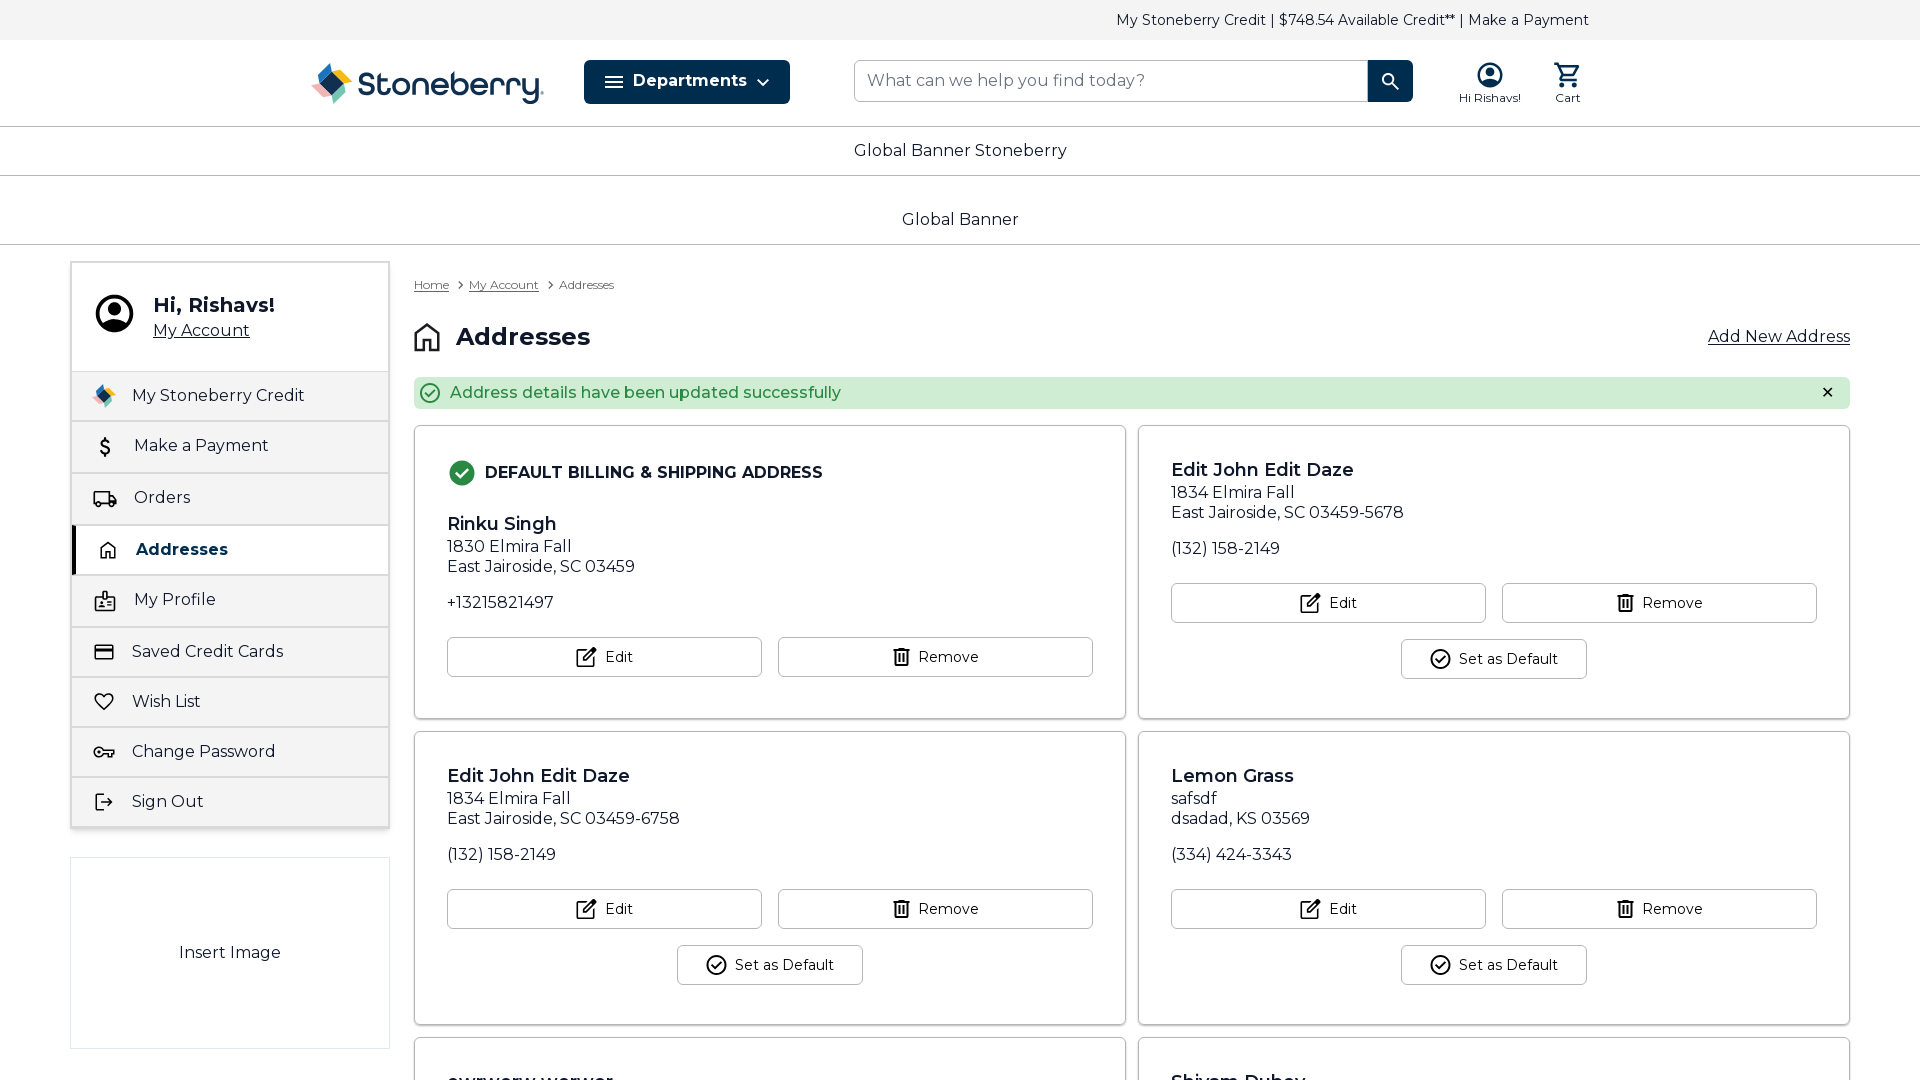 My Stoneberry Credit | $748.54 Available Credit** | Make a Payment
Stoneberry
Departments
What can we help you find today?
Hi Rishavs!
Cart
Global Banner Stoneberry
Global Banner
Hi, Rishavs!
My Account
My Stoneberry Credit
Make a Payment
Orders
Addresses
My Profile
Saved Credit Cards
Wish List
Change Password
Sign Out
Insert Image
Home > My Account > Addresses
Addresses
Add New Address
Address details have been updated successfully
DEFAULT BILLING & SHIPPING ADDRESS
Rinku Singh
1830 Elmira Fall
East Jairoside, SC 03459
+13215821497
Edit
Remove
Edit John Edit Daze
1834 Elmira Fall
East Jairoside, SC 03459-5678
(132) 158-2149
Edit
Remove
Set as Default
Edit John Edit Daze
1834 Elmira Fall
East Jairoside, SC 03459-6758
(132) 158-2149
Edit
Remove
Set as Default
Lemon Grass
safsdf
dsadad, KS 03569
(334) 424-3343
Edit
Remove
Set as Default
Shivam Dubey